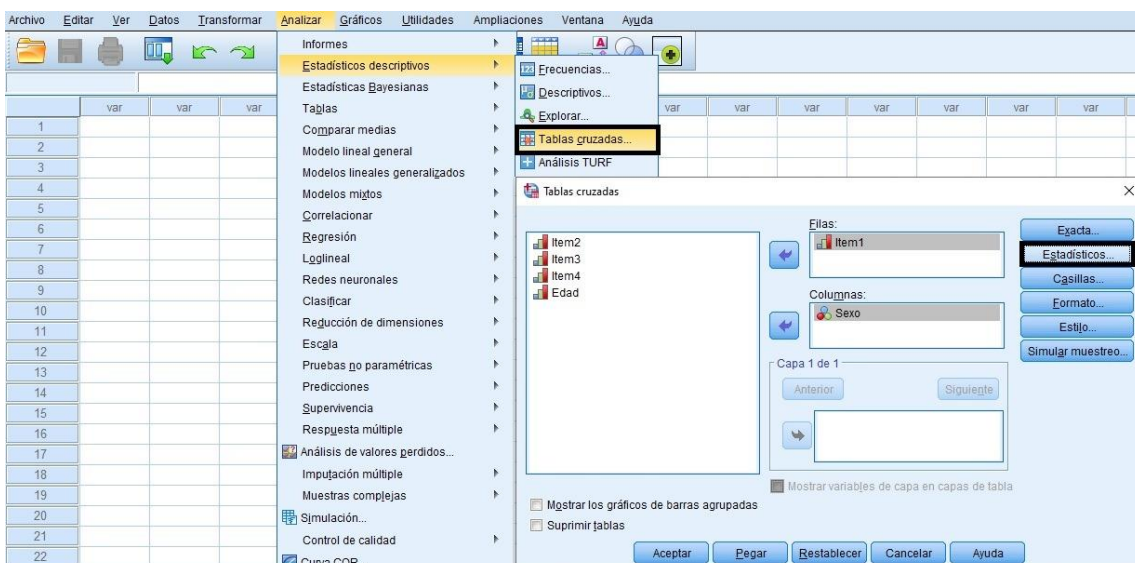 Archivo Editar Ver Datos Transformar Analizar Gráficos Utilidades Ampliaciones Ventana Ayuda
Informes
Estadísticos descriptivos
Estadísticas Bayesianas
Tablas
Comparar medias
Modelo lineal general
Modelos lineales generalizados
Modelos mixtos
Correlacionar
Regresión
Loglineal
Redes neuronales
Clasificar
Reducción de dimensiones
Escala
Pruebas no paramétricas
Predicciones
Supervivencia
Respuesta múltiple
Análisis de valores perdidos...
Imputación múltiple
Muestras complejas
Simulación...
Control de calidad
Curva COR
Frecuencias...
Descriptivos...
Explorar...
Tablas cruzadas...
Análisis TURF
var var var var var var var var var var
1
2
3
4
5
6
7
8
9
10
11
12
13
14
15
16
17
18
19
20
21
22
Tablas cruzadas
Item2
Item3
Item4
Edad
Filas:
Item1
Columnas:
Sexo
Capa 1 de 1
Anterior Siguiente
Mostrar variables de capa en capas de tabla
Exacta...
Estadísticos...
Casillas...
Formato...
Estilo...
Simular muestreo...
Mostrar los gráficos de barras agrupadas
Suprimir tablas
Aceptar Pegar Restablecer Cancelar Ayuda